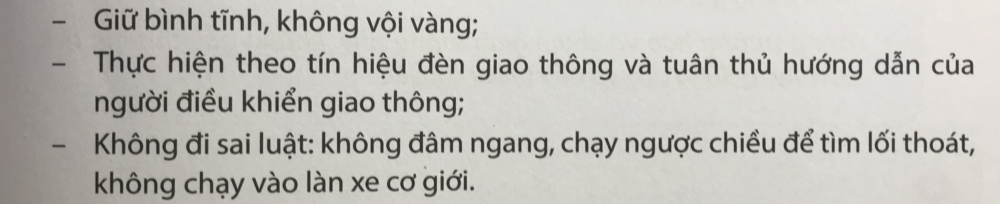 – Giữ bình tĩnh, không vội vàng;
– Thực hiện theo tín hiệu đèn giao thông và tuân thủ hướng dẫn của
người điều khiển giao thông;
– Không đi sai luật: không đâm ngang, chạy ngược chiều để tìm lối thoát,
không chạy vào làn xe cơ giới.